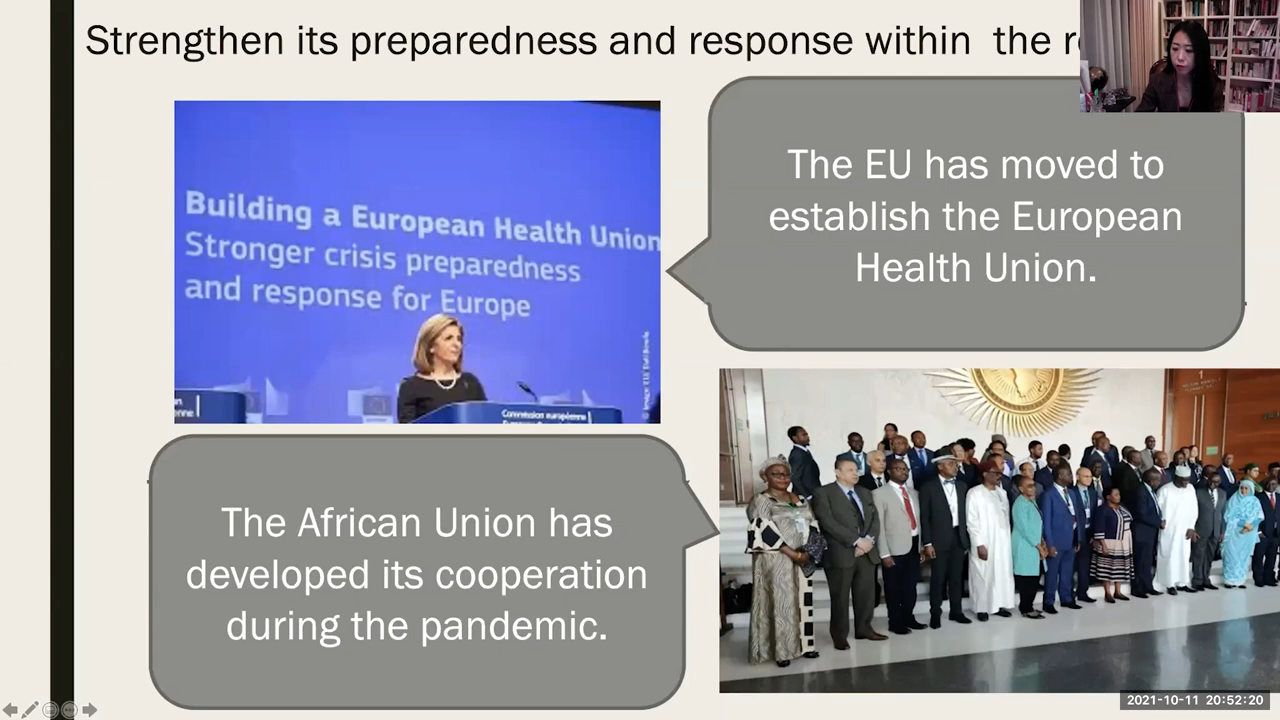 Strengthen its preparedness and response within the r
Building a European Health Union
Stronger crisis preparedness
and response for Europe
Commission européenne
The EU has moved to
establish the European
Health Union.
The African Union has
developed its cooperation
during the pandemic.
2021-10-11 20:52:20